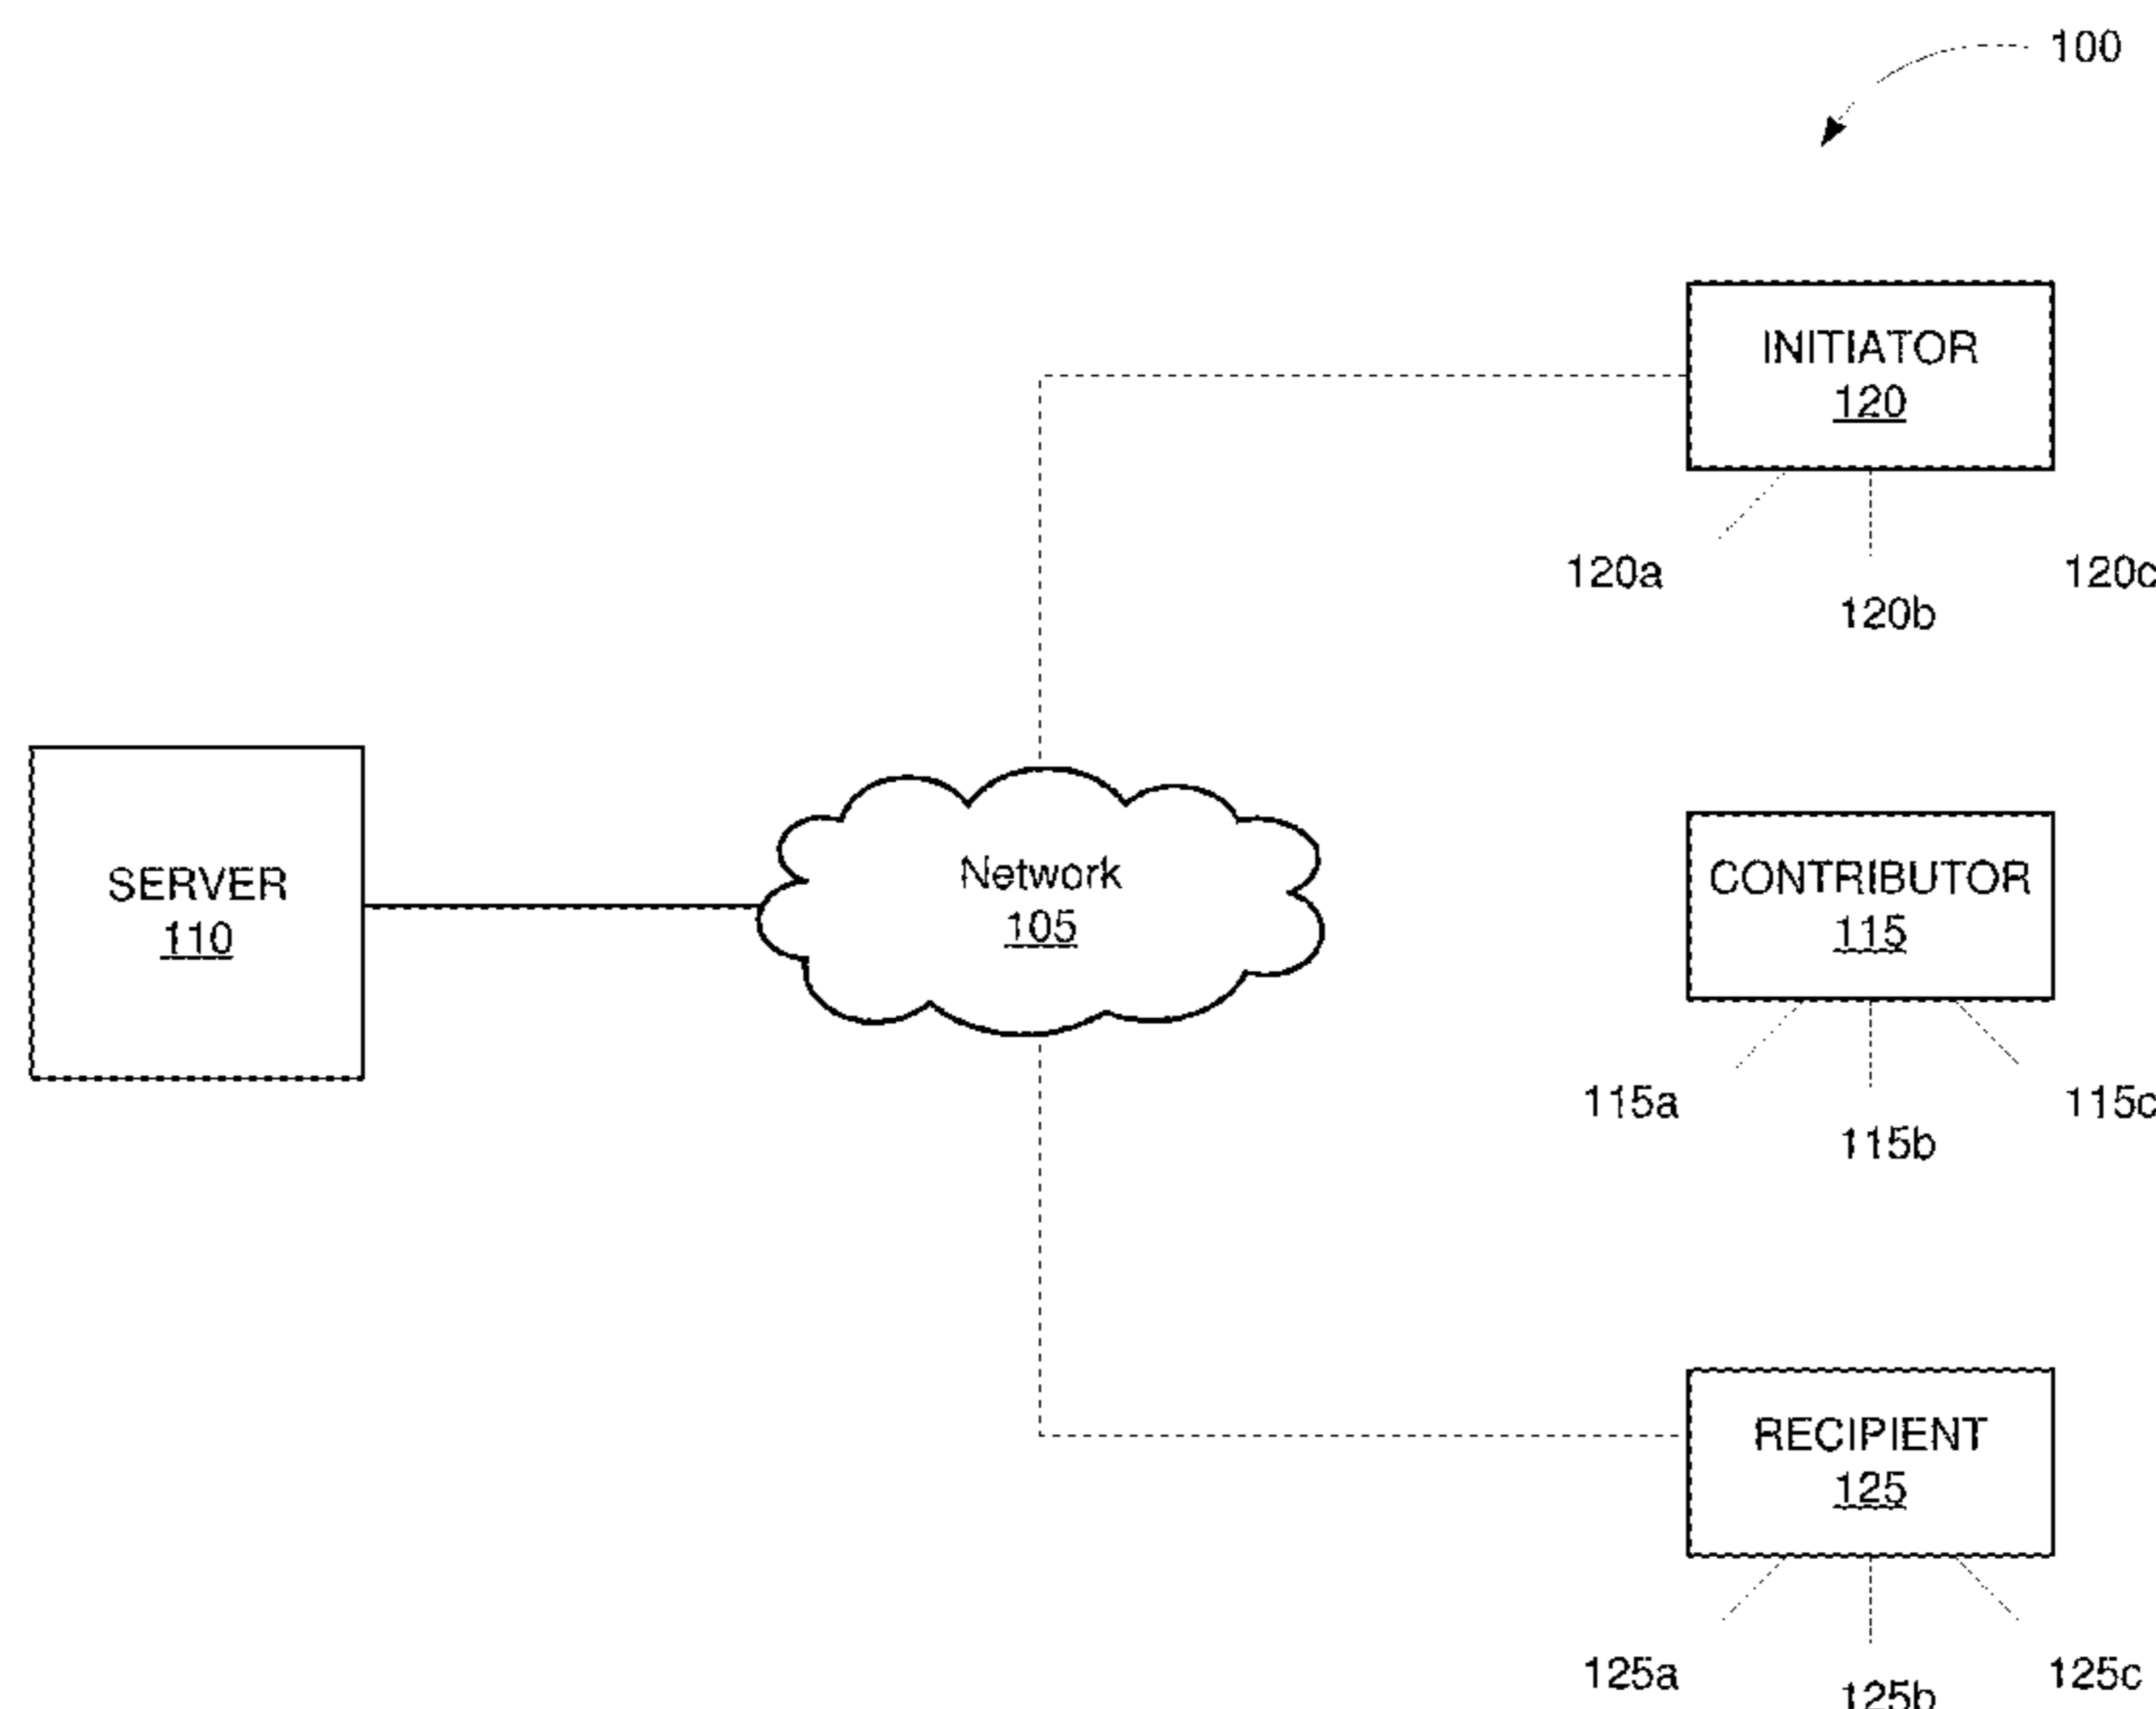 100
INITIATOR
120
120a
120b
120c
SERVER
110
Network
105
CONTRIBUTOR
115
115a
115b
115c
RECIPIENT
125
125a
125b
125c